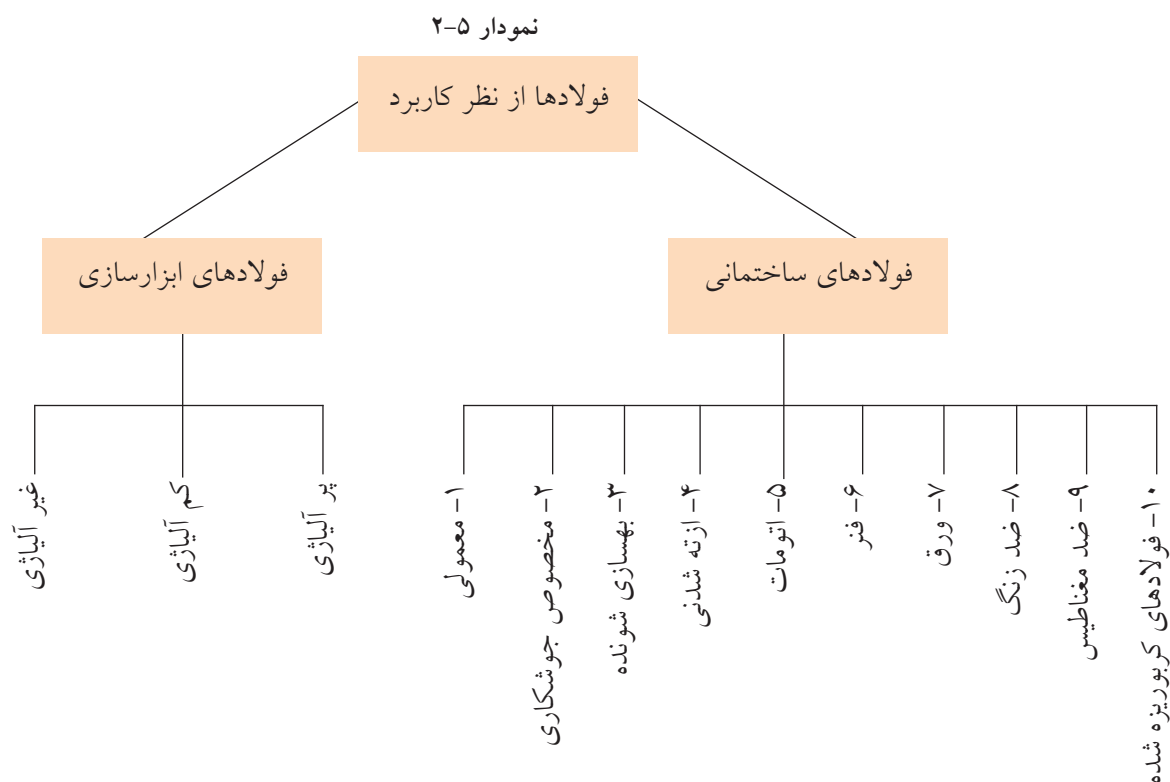 نمودار ۵-۲
فولادها از نظر کاربرد
فولادهای ساختمانی
فولادهای ابزارسازی
۱- معمولی
۲- مخصوص جوشکاری
۳- بهسازی شونده
۴- ازته شدنی
۵- اتومات
۶- فنر
۷- ورق
۸- ضد زنگ
۹- ضد مغناطیس
۱۰- فولادهای کربوریزه شده
پر آلیاژی
کم آلیاژی
غیر آلیاژی